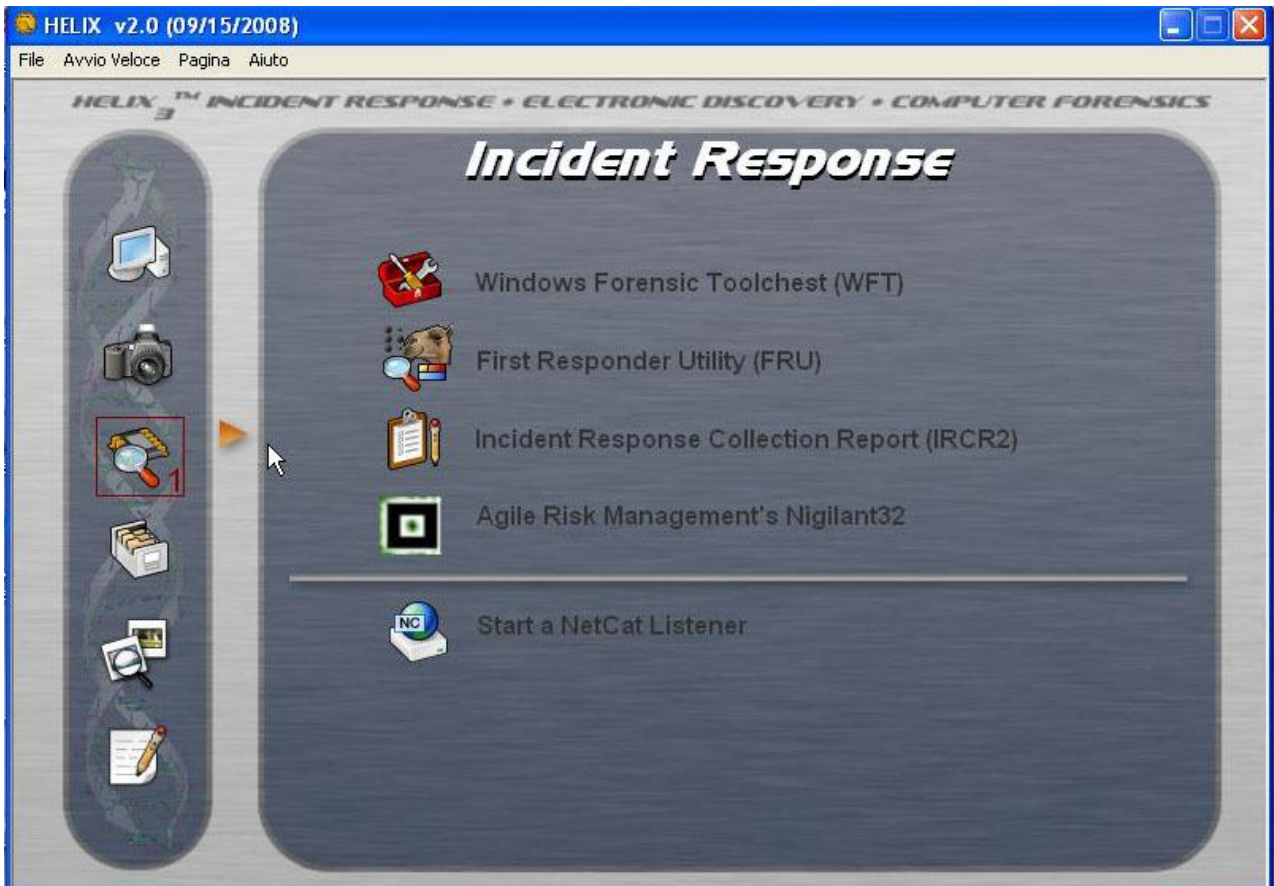 HELIX v2.0 (09/15/2008)
File Avvio Veloce Pagina Aiuto
HELIX 3™ INCIDENT RESPONSE • ELECTRONIC DISCOVERY • COMPUTER FORENSICS
Incident Response
Windows Forensic Toolchest (WFT)
First Responder Utility (FRU)
1
Incident Response Collection Report (IRCR2)
Agile Risk Management's Nigilant32
NC
Start a NetCat Listener